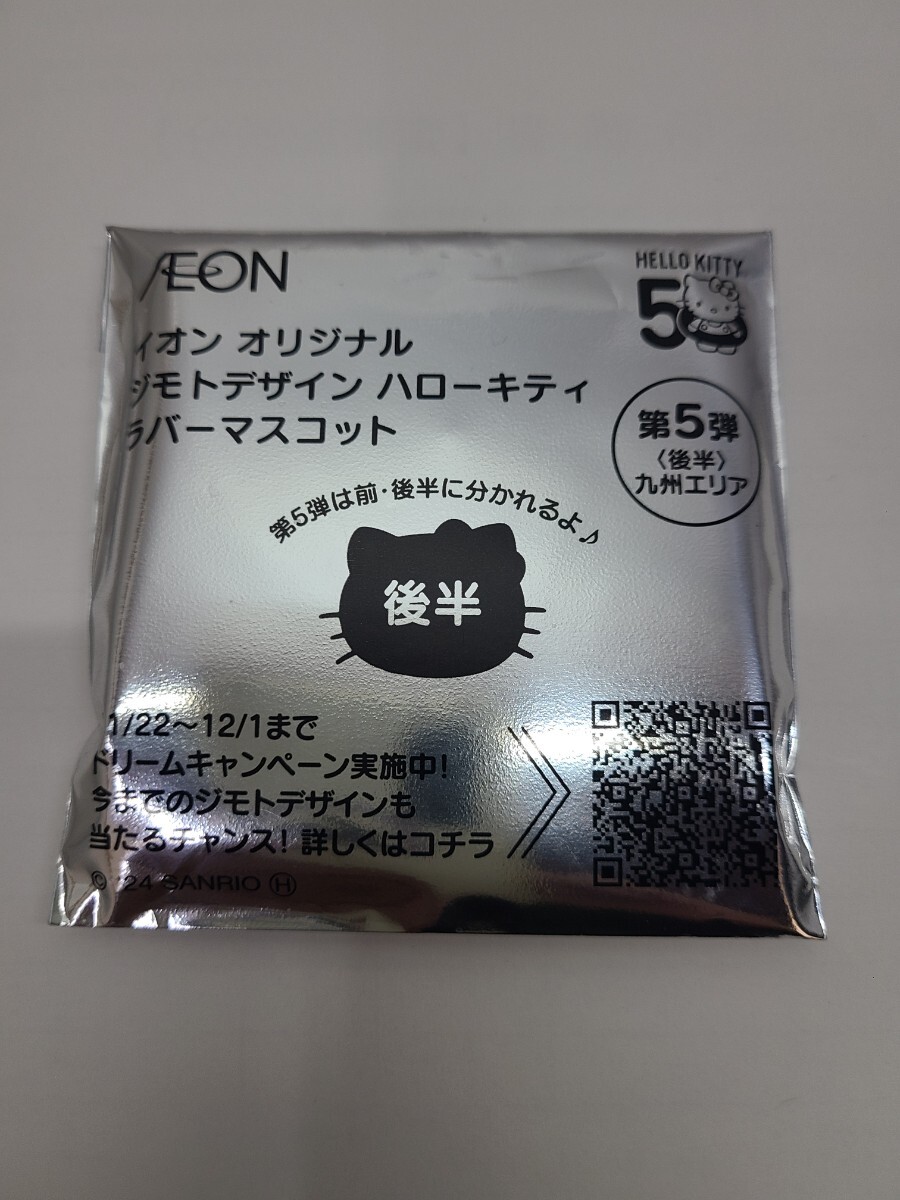 ÆON
HELLO KITTY
50
イオン オリジナル
ジモトデザイン ハローキティ
ラバーマスコット
第5弾
〈後半〉
九州エリア
第5弾は前・後半に分かれるよ♪
後半
1/22～12/1まで
ドリームキャンペーン実施中!
今までのジモトデザインも
当たるチャンス! 詳しくはコチラ
© '24 SANRIO Ⓗ